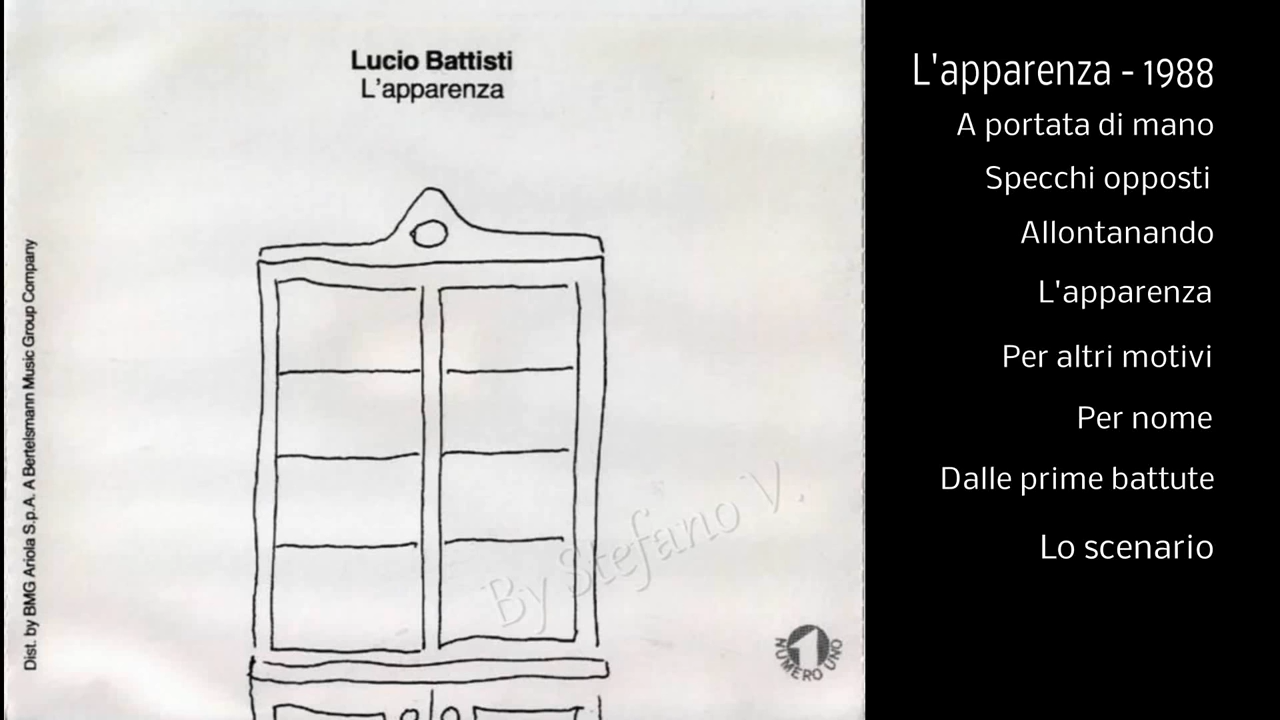 Lucio Battisti
L'apparenza
Dist. by BMG Ariola S.p.A. A Bertelsmann Music Group Company
By Stefano V.
1
NUMERO UNO
L'apparenza - 1988
A portata di mano
Specchi opposti
Allontanando
L'apparenza
Per altri motivi
Per nome
Dalle prime battute
Lo scenario